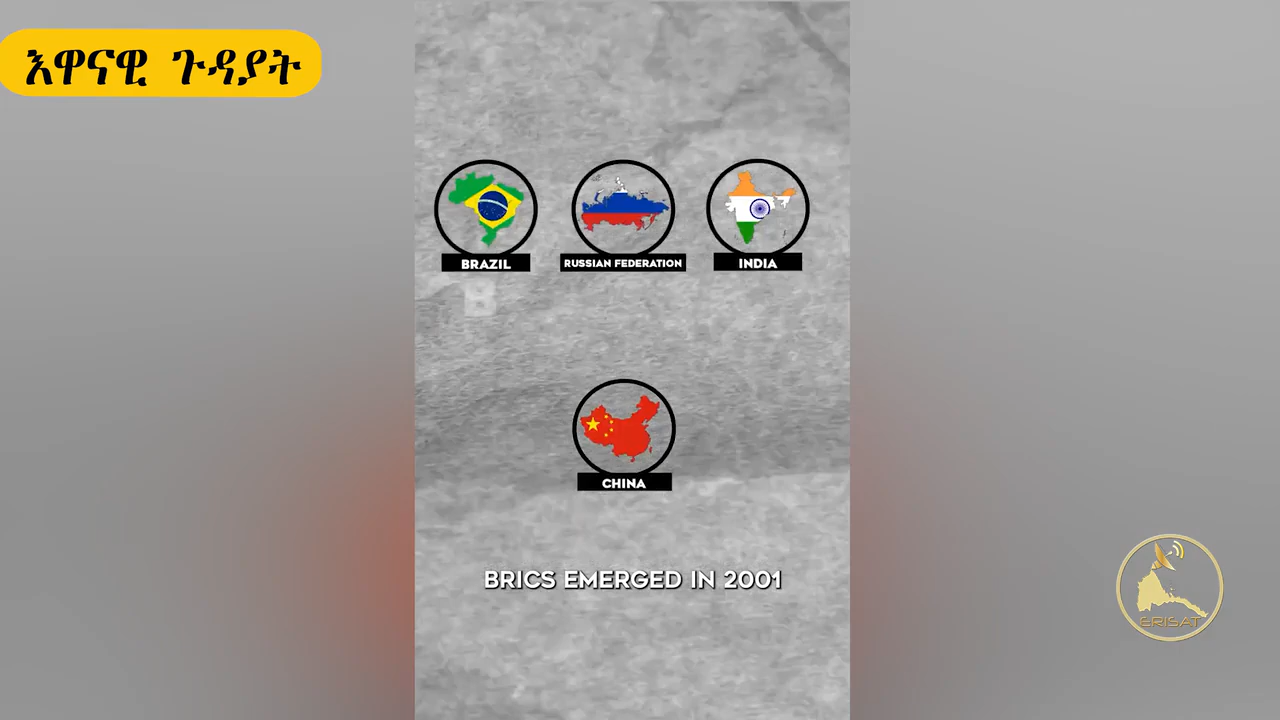 እዋናዊ ጉዳያት
BRAZIL
RUSSIAN FEDERATION
INDIA
B
CHINA
BRICS EMERGED IN 2001
ERISAT